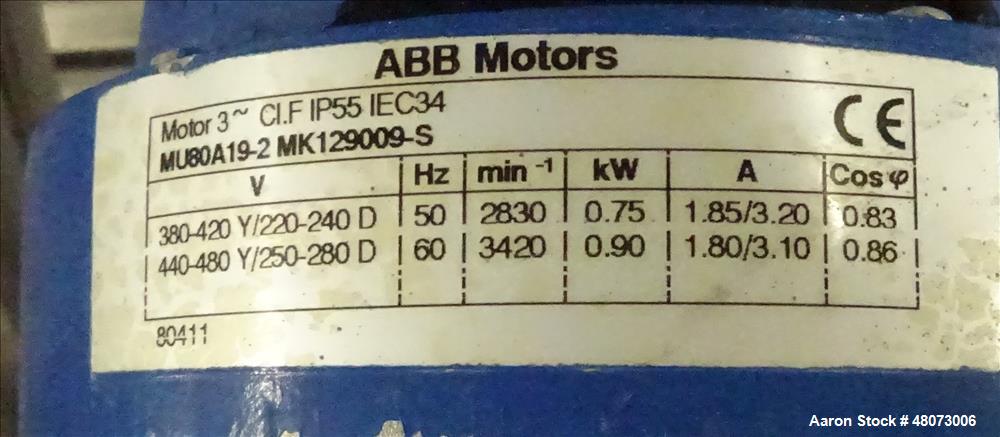 ABB Motors
Motor 3~ Cl.F IP55 IEC34
MU80A19-2 MK129009-S
CE
V Hz min -1 kW A Cos φ
380-420 Y/220-240 D 50 2830 0.75 1.85/3.20 0.83
440-480 Y/250-280 D 60 3420 0.90 1.80/3.10 0.86
80411
Aaron Stock # 48073006